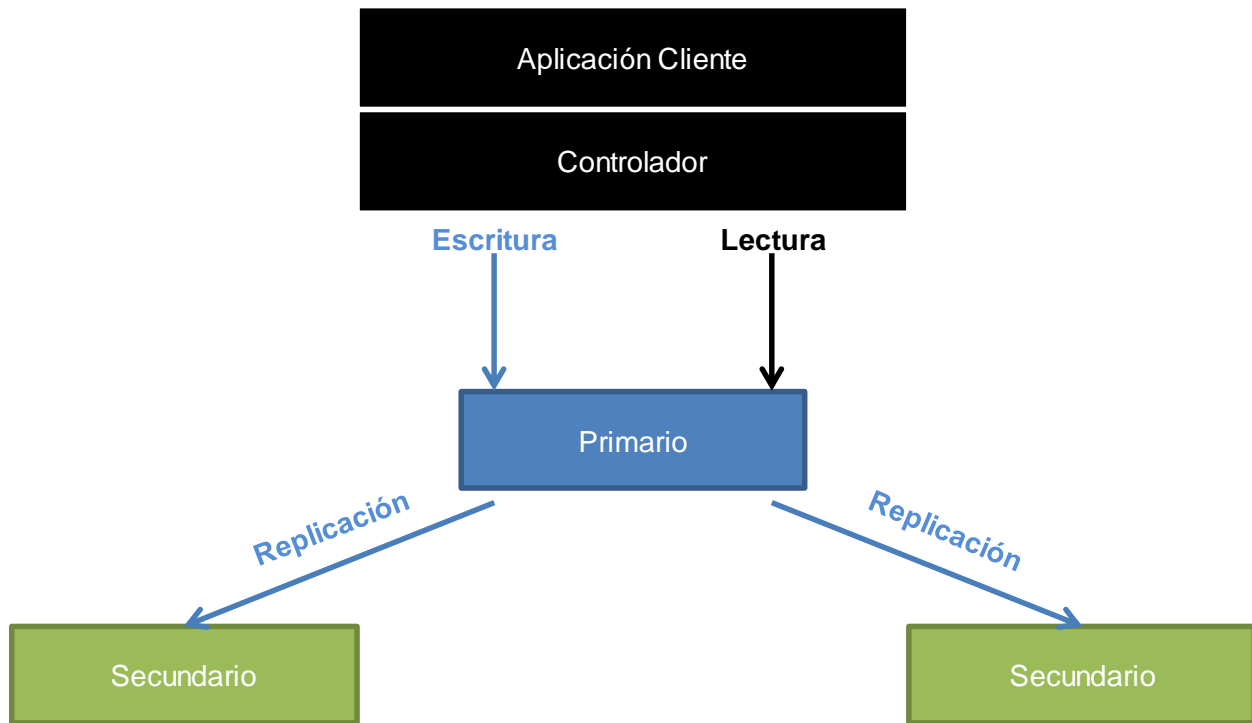 Aplicación Cliente
Controlador
Escritura
Lectura
Primario
Replicación
Replicación
Secundario
Secundario